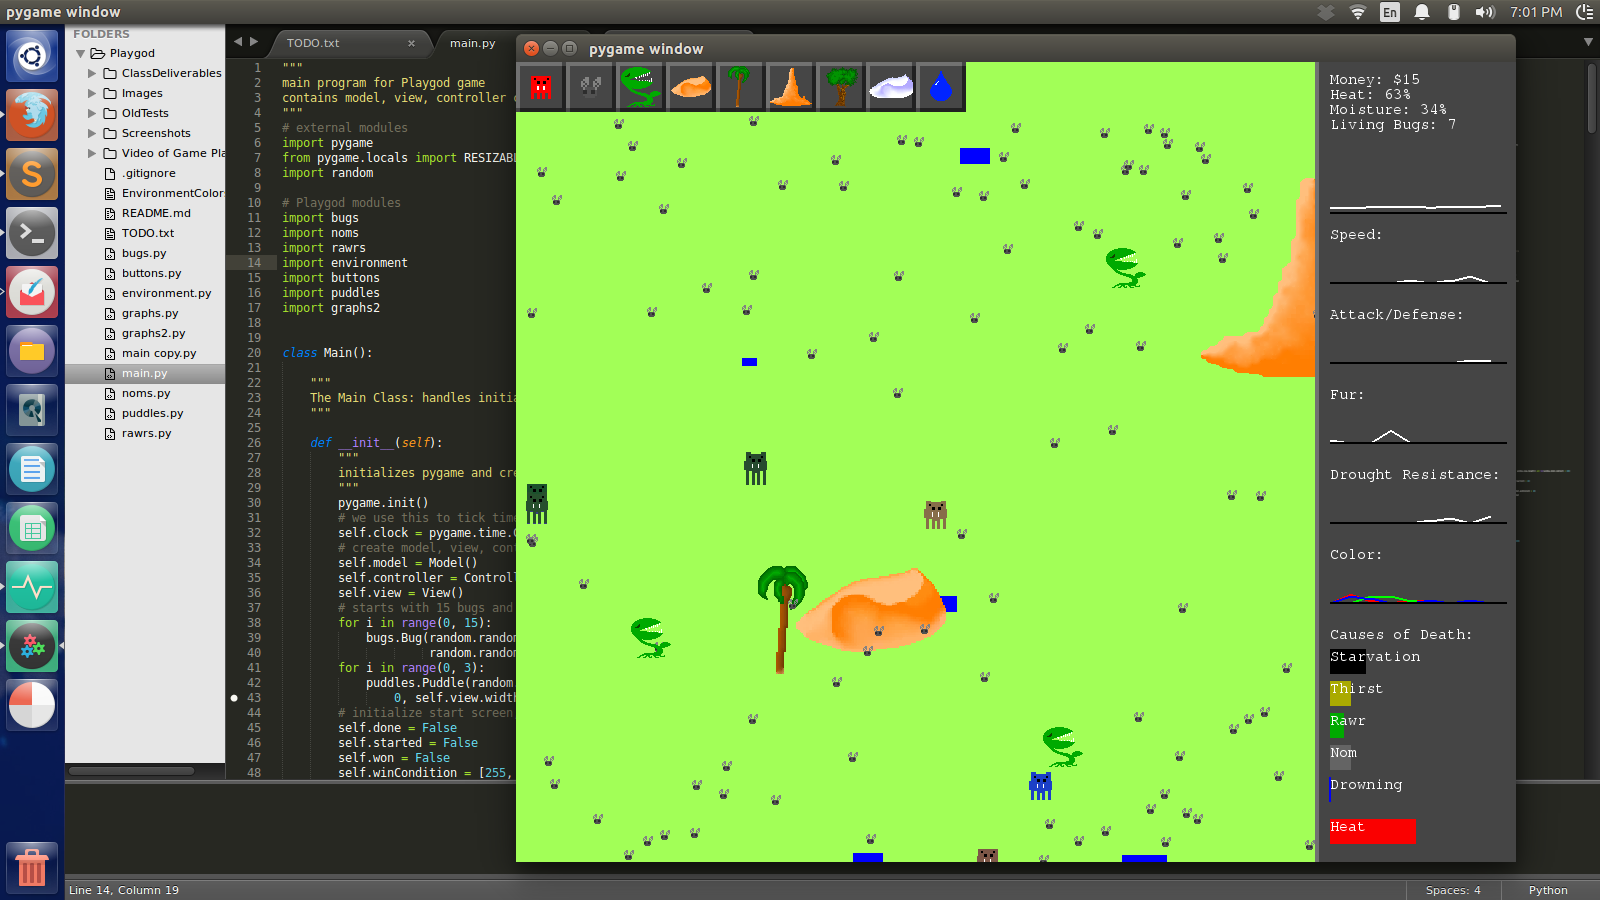 pygame window
En
7:01 PM
FOLDERS
Playgod
ClassDeliverables
Images
OldTests
Screenshots
Video of Game Pla
.gitignore
EnvironmentColor
README.md
TODO.txt
bugs.py
buttons.py
environment.py
graphs.py
graphs2.py
main copy.py
main.py
noms.py
puddles.py
rawrs.py
TODO.txt ×
main.py
1 """
2 main program for Playgod game
3 contains model, view, controller
4 """
5 # external modules
6 import pygame
7 from pygame.locals import RESIZABL
8 import random
9
10 # Playgod modules
11 import bugs
12 import noms
13 import rawrs
14 import environment
15 import buttons
16 import puddles
17 import graphs2
18
19
20 class Main():
21
22 """
23 The Main Class: handles initia
24 """
25
26 def __init__(self):
27 """
28 initializes pygame and cre
29 """
30 pygame.init()
31 # we use this to tick time
32 self.clock = pygame.time.
33 # create model, view, cont
34 self.model = Model()
35 self.controller = Controll
36 self.view = View()
37 # starts with 15 bugs and
38 for i in range(0, 15):
39 bugs.Bug(random.random
40 random.rando
41 for i in range(0, 3):
42 puddles.Puddle(random.
43 0, self.view.width
44 # initialize start screen
45 self.done = False
46 self.started = False
47 self.won = False
48 self.winCondition = [255,
pygame window
Money: $15
Heat: 63%
Moisture: 34%
Living Bugs: 7
Speed:
Attack/Defense:
Fur:
Drought Resistance:
Color:
Causes of Death:
Starvation
Thirst
Rawr
Nom
Drowning
Heat
Line 14, Column 19
Spaces: 4
Python